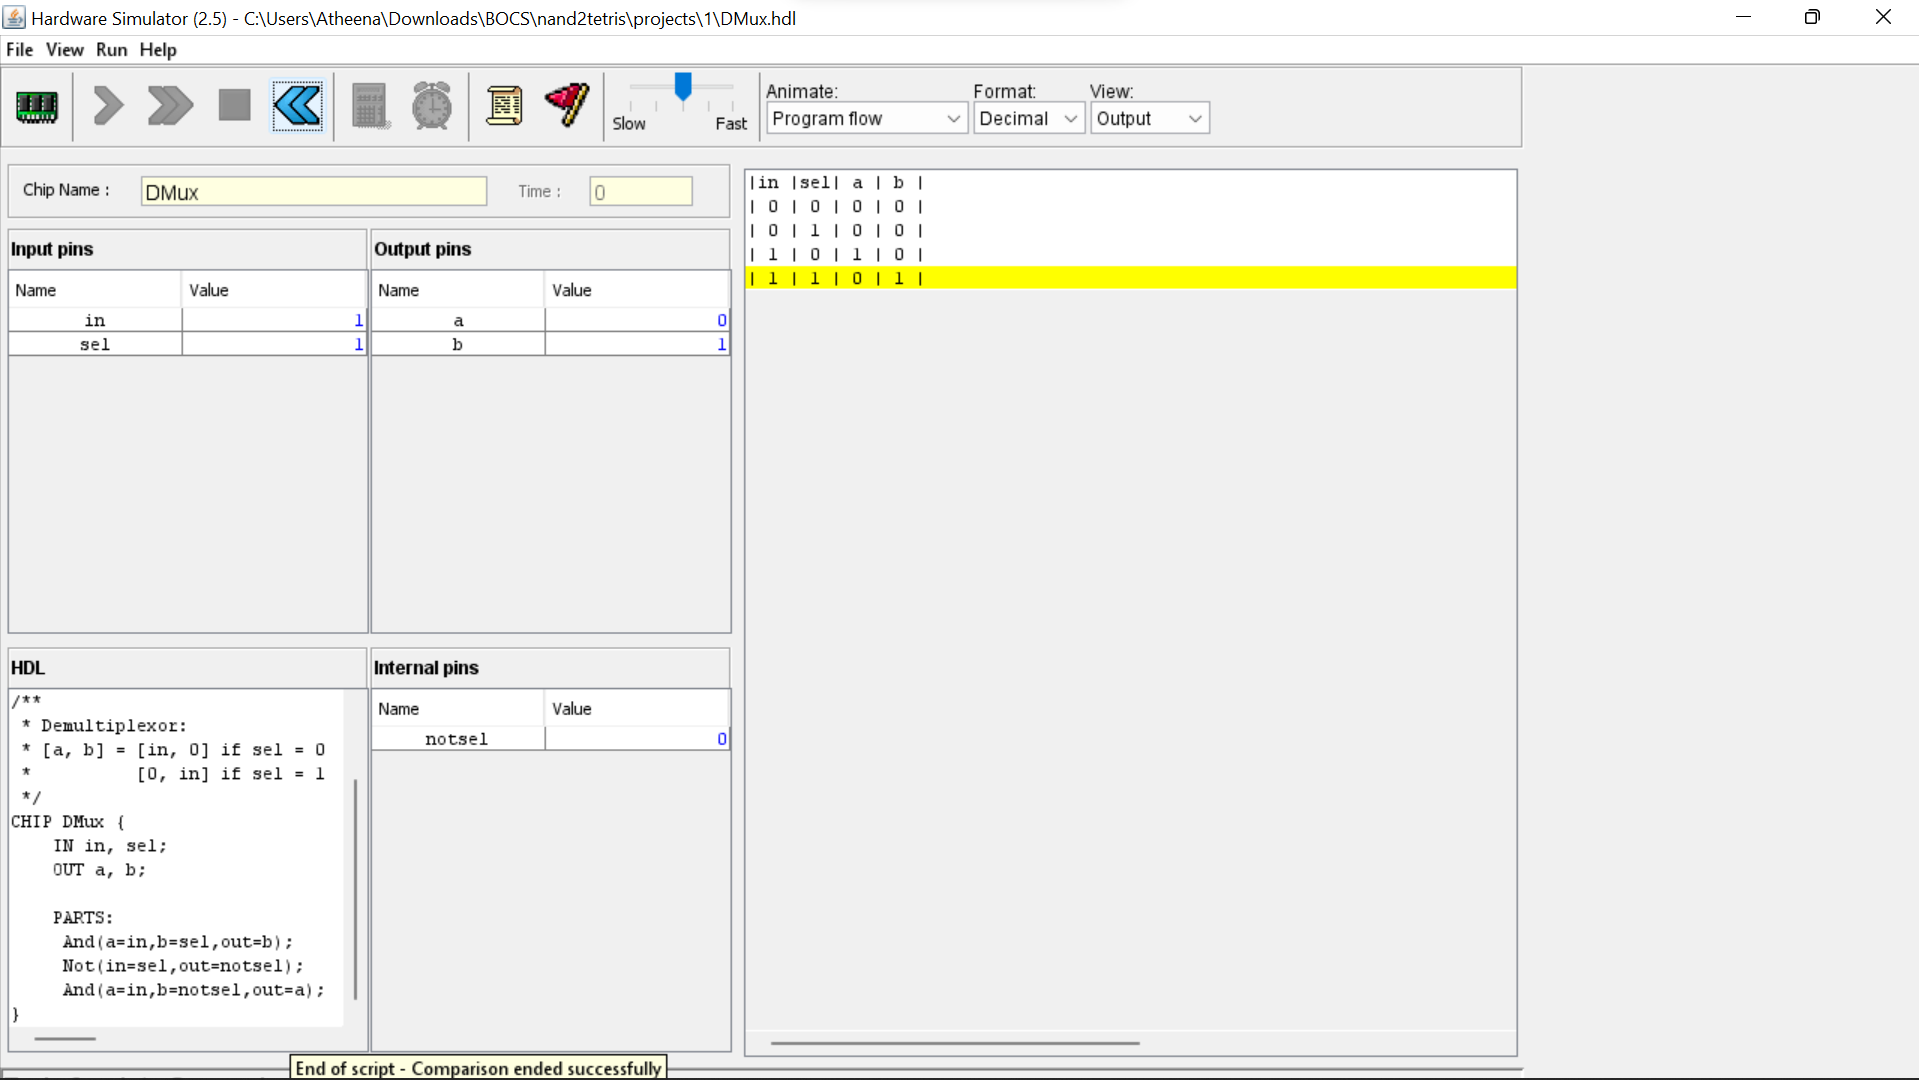 Hardware Simulator (2.5) - C:\Users\Atheena\Downloads\BOCS\nand2tetris\projects\1\DMux.hdl
File View Run Help
Slow Fast
Animate: Format: View:
Program flow Decimal Output
Chip Name : DMux Time : 0
Input pins
Name Value
in 1
sel 1
Output pins
Name Value
a 0
b 1
HDL
/**
 * Demultiplexor:
 * [a, b] = [in, 0] if sel = 0
 *          [0, in] if sel = 1
 */
CHIP DMux {
    IN in, sel;
    OUT a, b;
    PARTS:
     And(a=in,b=sel,out=b);
     Not(in=sel,out=notsel);
     And(a=in,b=notsel,out=a);
}
Internal pins
Name Value
notsel 0
|in |sel| a | b |
| 0 | 0 | 0 | 0 |
| 0 | 1 | 0 | 0 |
| 1 | 0 | 1 | 0 |
| 1 | 1 | 0 | 1 |
End of script - Comparison ended successfully